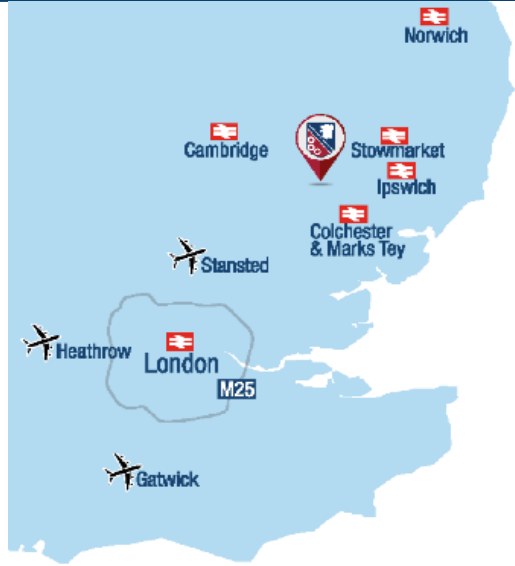 Norwich
Cambridge
Stowmarket
Ipswich
Colchester
& Marks Tey
Stansted
Heathrow
London
M25
Gatwick